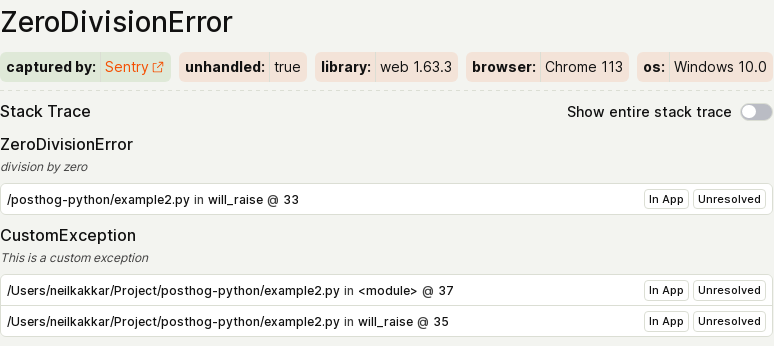 ZeroDivisionError
captured by: Sentry unhandled: true library: web 1.63.3 browser: Chrome 113 os: Windows 10.0
Stack Trace Show entire stack trace
ZeroDivisionError
division by zero
/posthog-python/example2.py in will_raise @ 33 In App Unresolved
CustomException
This is a custom exception
/Users/neilkakkar/Project/posthog-python/example2.py in <module> @ 37 In App Unresolved
/Users/neilkakkar/Project/posthog-python/example2.py in will_raise @ 35 In App Unresolved